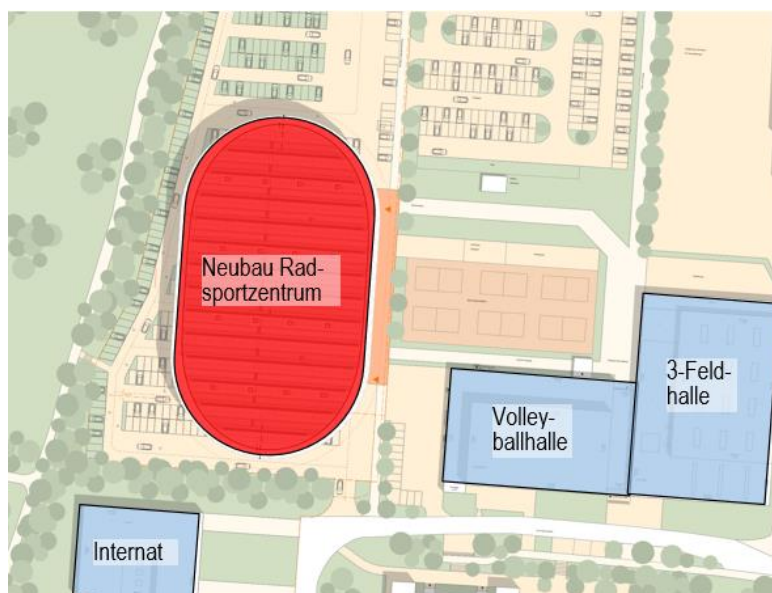 Neubau Rad-
sportzentrum
3-Feld-
halle
Volley-
ballhalle
Internat